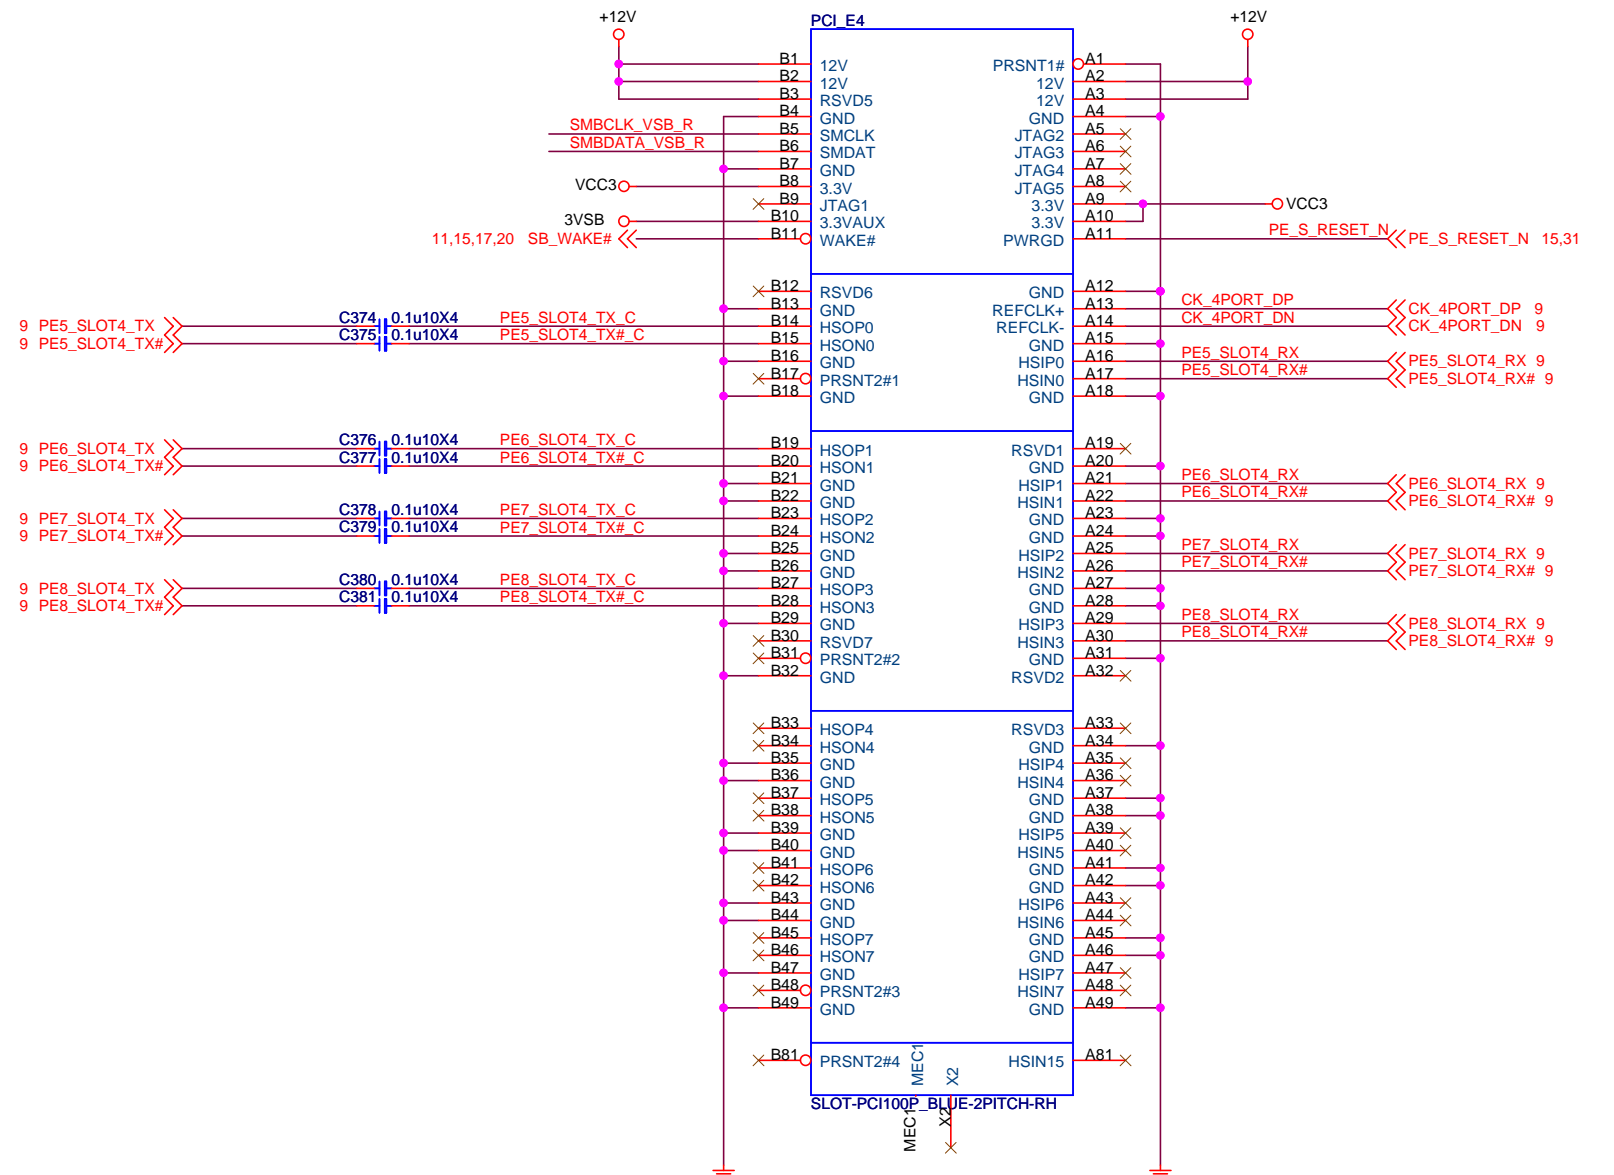 +12V PCI_E4 +12V
B1 12V PRSNT1# A1
B2 12V 12V A2
B3 RSVD5 12V A3
B4 GND GND A4
SMBCLK_VSB_R B5 SMCLK JTAG2 A5
SMBDATA_VSB_R B6 SMDAT JTAG3 A6
B7 GND JTAG4 A7
VCC3 B8 3.3V JTAG5 A8
B9 JTAG1 3.3V A9 VCC3
3VSB B10 3.3VAUX 3.3V A10
11,15,17,20 SB_WAKE# B11 WAKE# PWRGD A11 PE_S_RESET_N PE_S_RESET_N 15,31
B12 RSVD6 GND A12
B13 GND REFCLK+ A13 CK_4PORT_DP CK_4PORT_DP 9
9 PE5_SLOT4_TX C374 0.1u10X4 PE5_SLOT4_TX_C B14 HSOP0 REFCLK- A14 CK_4PORT_DN CK_4PORT_DN 9
9 PE5_SLOT4_TX# C375 0.1u10X4 PE5_SLOT4_TX#_C B15 HSON0 GND A15
B16 GND HSIP0 A16 PE5_SLOT4_RX PE5_SLOT4_RX 9
B17 PRSNT2#1 HSIN0 A17 PE5_SLOT4_RX# PE5_SLOT4_RX# 9
B18 GND GND A18
9 PE6_SLOT4_TX C376 0.1u10X4 PE6_SLOT4_TX_C B19 HSOP1 RSVD1 A19
9 PE6_SLOT4_TX# C377 0.1u10X4 PE6_SLOT4_TX#_C B20 HSON1 GND A20
B21 GND HSIP1 A21 PE6_SLOT4_RX PE6_SLOT4_RX 9
B22 GND HSIN1 A22 PE6_SLOT4_RX# PE6_SLOT4_RX# 9
9 PE7_SLOT4_TX C378 0.1u10X4 PE7_SLOT4_TX_C B23 HSOP2 GND A23
9 PE7_SLOT4_TX# C379 0.1u10X4 PE7_SLOT4_TX#_C B24 HSON2 GND A24
B25 GND HSIP2 A25 PE7_SLOT4_RX PE7_SLOT4_RX 9
B26 GND HSIN2 A26 PE7_SLOT4_RX# PE7_SLOT4_RX# 9
9 PE8_SLOT4_TX C380 0.1u10X4 PE8_SLOT4_TX_C B27 HSOP3 GND A27
9 PE8_SLOT4_TX# C381 0.1u10X4 PE8_SLOT4_TX#_C B28 HSON3 GND A28
B29 GND HSIP3 A29 PE8_SLOT4_RX PE8_SLOT4_RX 9
B30 RSVD7 HSIN3 A30 PE8_SLOT4_RX# PE8_SLOT4_RX# 9
B31 PRSNT2#2 GND A31
B32 GND RSVD2 A32
B33 HSOP4 RSVD3 A33
B34 HSON4 GND A34
B35 GND HSIP4 A35
B36 GND HSIN4 A36
B37 HSOP5 GND A37
B38 HSON5 GND A38
B39 GND HSIP5 A39
B40 GND HSIN5 A40
B41 HSOP6 GND A41
B42 HSON6 GND A42
B43 GND HSIP6 A43
B44 GND HSIN6 A44
B45 HSOP7 GND A45
B46 HSON7 GND A46
B47 GND HSIP7 A47
B48 PRSNT2#3 HSIN7 A48
B49 GND GND A49
B81 PRSNT2#4 MEC1 X2 HSIN15 A81
SLOT-PCI100P_BLUE-2PITCH-RH
MEC1 X2